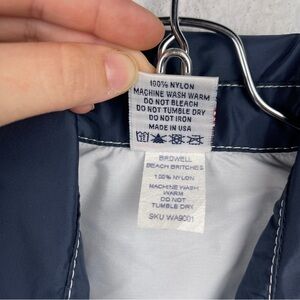 100% NYLON
MACHINE WASH WARM
DO NOT BLEACH
DO NOT TUMBLE DRY
DO NOT IRON
MADE IN USA
BIRDWELL
BEACH BRITCHES
100% NYLON
MACHINE WASH
WARM
DO NOT
TUMBLE DRY
SKU WA9001